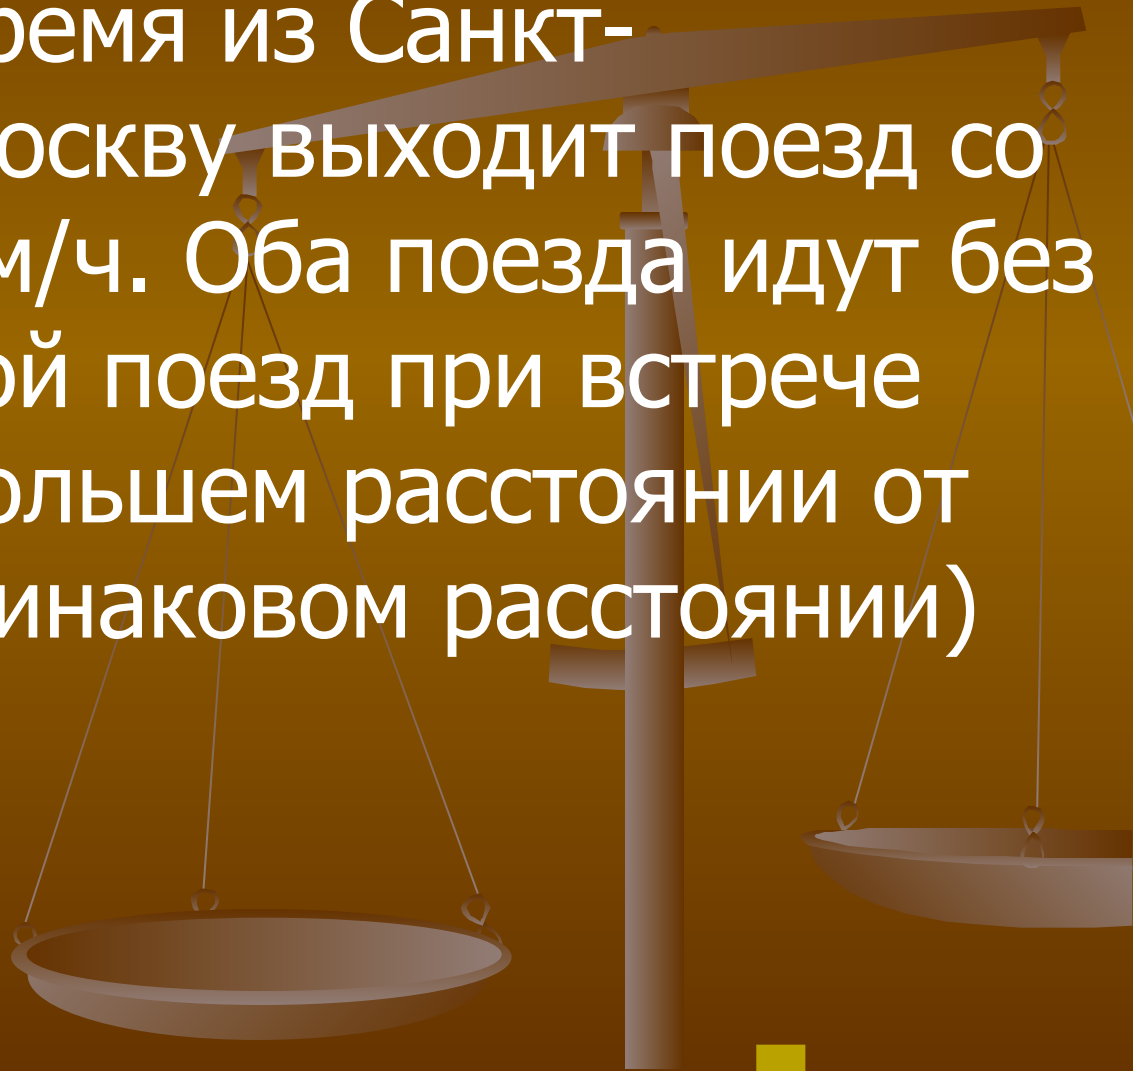 ремя из Санкт-
оскву выходит поезд со
м/ч. Оба поезда идут без
ой поезд при встрече
ольшем расстоянии от
инаковом расстоянии)